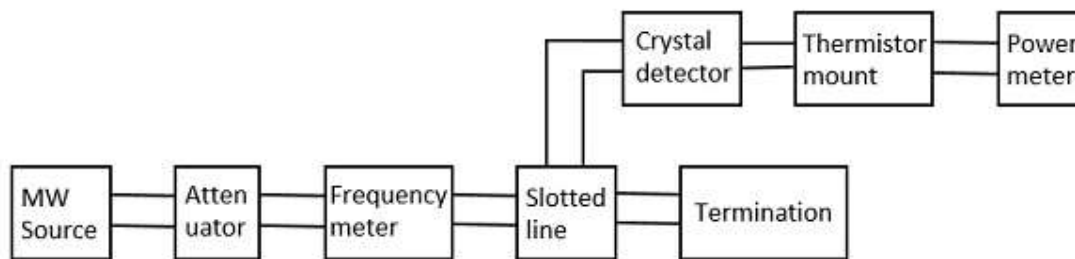 Crystal
detector
Thermistor
mount
Power
meter
MW
Source
Atten
uator
Frequency
meter
Slotted
line
Termination